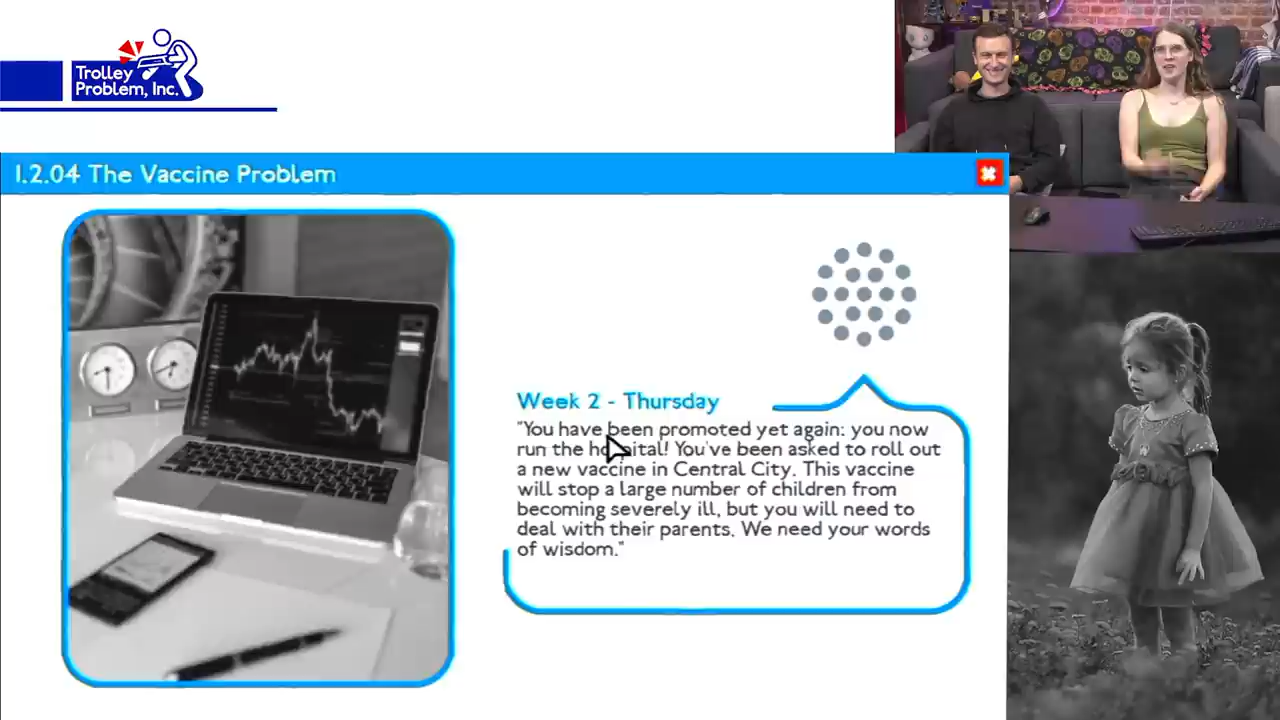 Trolley
Problem, Inc.
1.2.04 The Vaccine Problem
Week 2 - Thursday
"You have been promoted yet again: you now
run the hospital! You've been asked to roll out
a new vaccine in Central City. This vaccine
will stop a large number of children from
becoming severely ill, but you will need to
deal with their parents. We need your words
of wisdom."